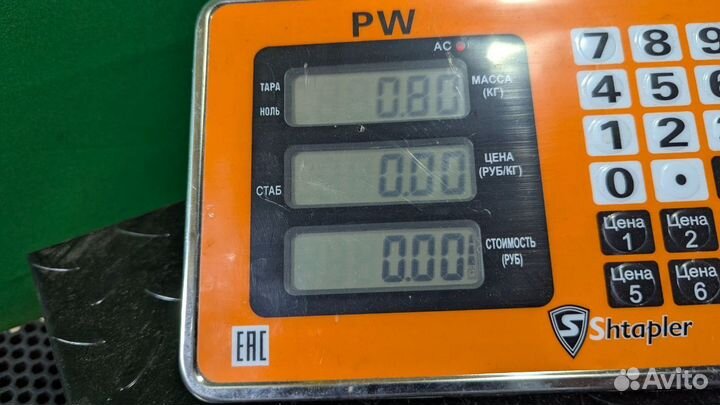 PW
AC
ТАРА
НОЛЬ
0.80
МАССА
(КГ)
СТАБ
0.00
ЦЕНА
(РУБ/КГ)
0.00
СТОИМОСТЬ
(РУБ)
7 8 9
4 5 6
1 2
0 .
Цена 1
Цена 2
Цена 5
Цена 6
EAC
S Shtapler
Avito